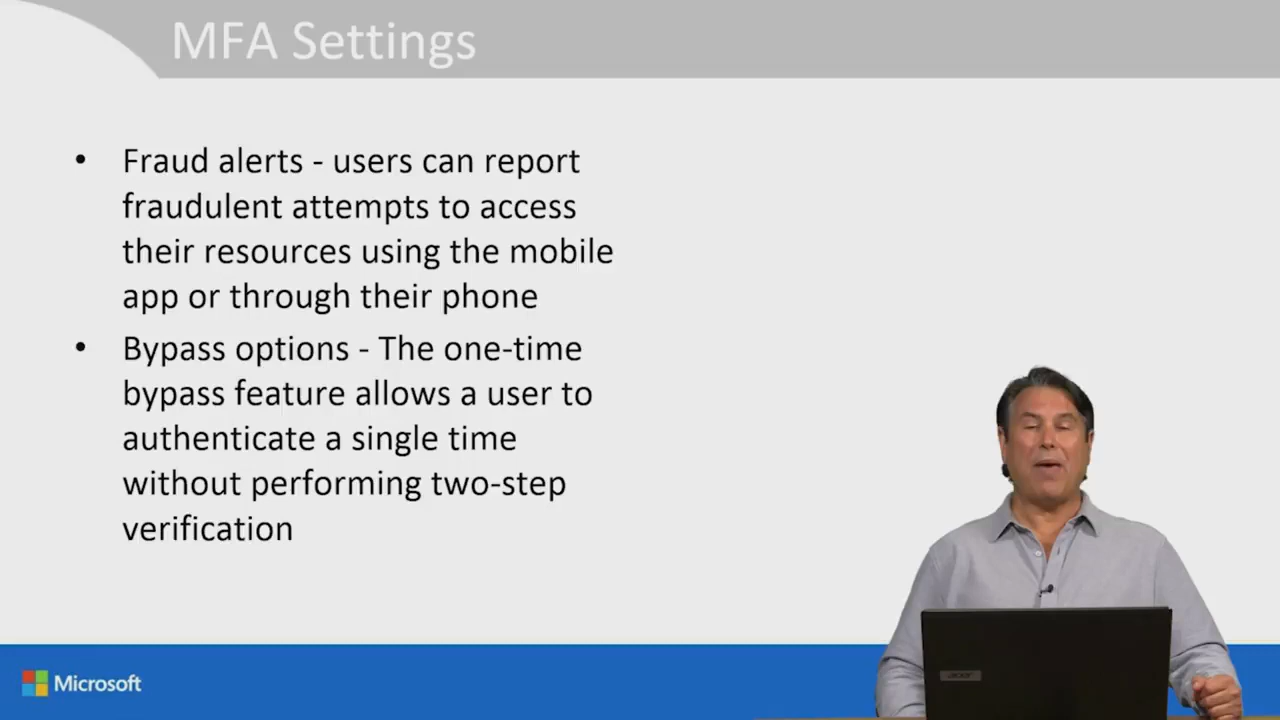 MFA Settings
• Fraud alerts - users can report
fraudulent attempts to access
their resources using the mobile
app or through their phone
• Bypass options - The one-time
bypass feature allows a user to
authenticate a single time
without performing two-step
verification
acer
Microsoft